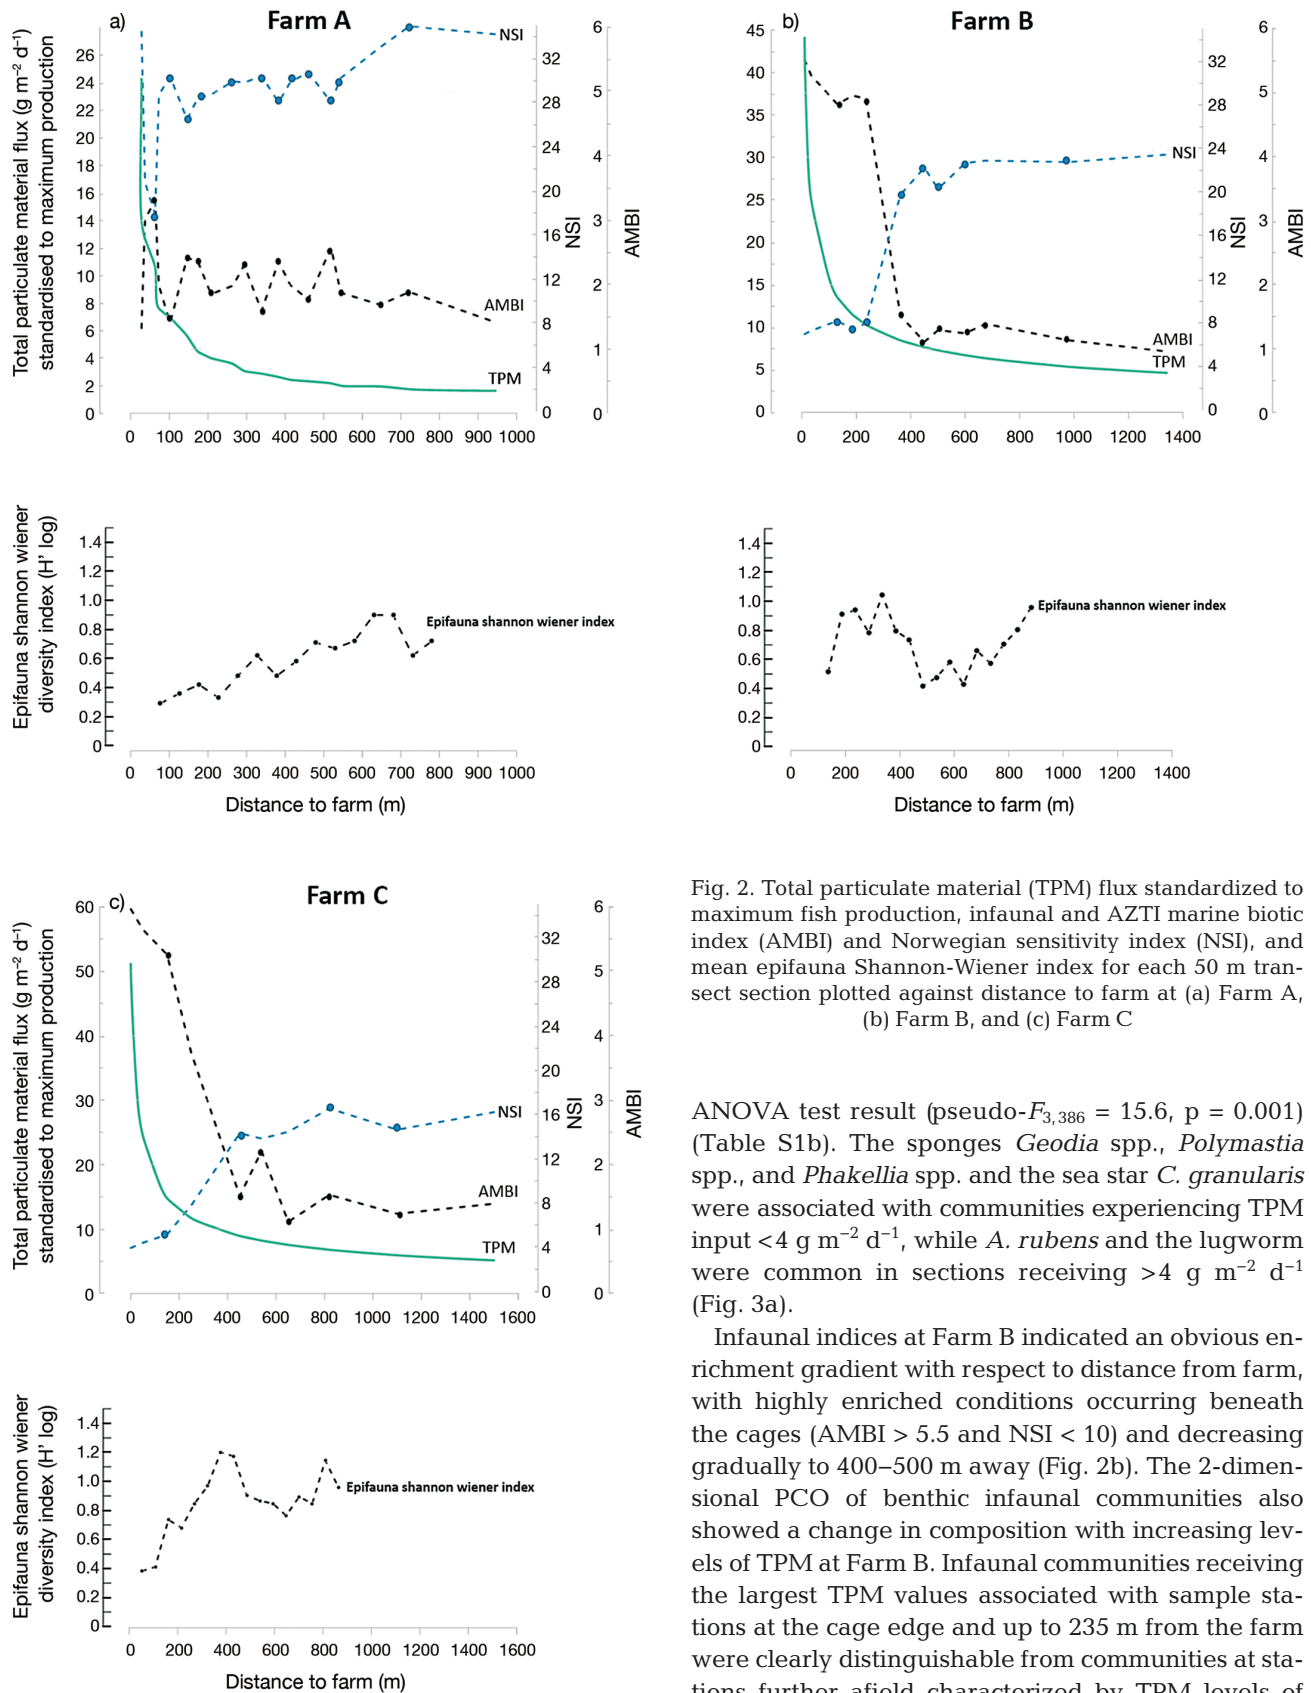 a)
Farm A
Total particulate material flux (g m⁻² d⁻¹)
standardised to maximum production
26
24
22
20
18
16
14
12
10
8
6
4
2
0
NSI
AMBI
TPM
32
28
24
20
16
12
8
4
0
NSI
6
5
4
3
2
1
0
AMBI
0 100 200 300 400 500 600 700 800 900 1000
b)
Farm B
45
40
35
30
25
20
15
10
5
0
NSI
AMBI
TPM
32
28
24
20
16
12
8
4
0
NSI
6
5
4
3
2
1
0
AMBI
0 200 400 600 800 1000 1200 1400
Epifauna shannon wiener
diversity index (H' log)
1.4
1.2
1.0
0.8
0.6
0.4
0.2
0
Epifauna shannon wiener index
0 100 200 300 400 500 600 700 800 900 1000
Distance to farm (m)
1.4
1.2
1.0
0.8
0.6
0.4
0.2
0
Epifauna shannon wiener index
0 200 400 600 800 1000 1200 1400
Distance to farm (m)
c)
Farm C
Total particulate material flux (g m⁻² d⁻¹)
standardised to maximum production
60
50
40
30
20
10
0
NSI
AMBI
TPM
32
28
24
20
16
12
8
4
0
NSI
6
5
4
3
2
1
0
AMBI
0 200 400 600 800 1000 1200 1400 1600
Epifauna shannon wiener
diversity index (H' log)
1.4
1.2
1.0
0.8
0.6
0.4
0.2
0
Epifauna shannon wiener index
0 200 400 600 800 1000 1200 1400 1600
Distance to farm (m)
Fig. 2. Total particulate material (TPM) flux standardized to
maximum fish production, infaunal and AZTI marine biotic
index (AMBI) and Norwegian sensitivity index (NSI), and
mean epifauna Shannon-Wiener index for each 50 m tran-
sect section plotted against distance to farm at (a) Farm A,
(b) Farm B, and (c) Farm C
ANOVA test result (pseudo-F₃,₃₈₆ = 15.6, p = 0.001)
(Table S1b). The sponges Geodia spp., Polymastia
spp., and Phakellia spp. and the sea star C. granularis
were associated with communities experiencing TPM
input <4 g m⁻² d⁻¹, while A. rubens and the lugworm
were common in sections receiving >4 g m⁻² d⁻¹
(Fig. 3a).
Infaunal indices at Farm B indicated an obvious en-
richment gradient with respect to distance from farm,
with highly enriched conditions occurring beneath
the cages (AMBI > 5.5 and NSI < 10) and decreasing
gradually to 400–500 m away (Fig. 2b). The 2-dimen-
sional PCO of benthic infaunal communities also
showed a change in composition with increasing lev-
els of TPM at Farm B. Infaunal communities receiving
the largest TPM values associated with sample sta-
tions at the cage edge and up to 235 m from the farm
were clearly distinguishable from communities at sta-
tions further afield characterized by TPM levels of